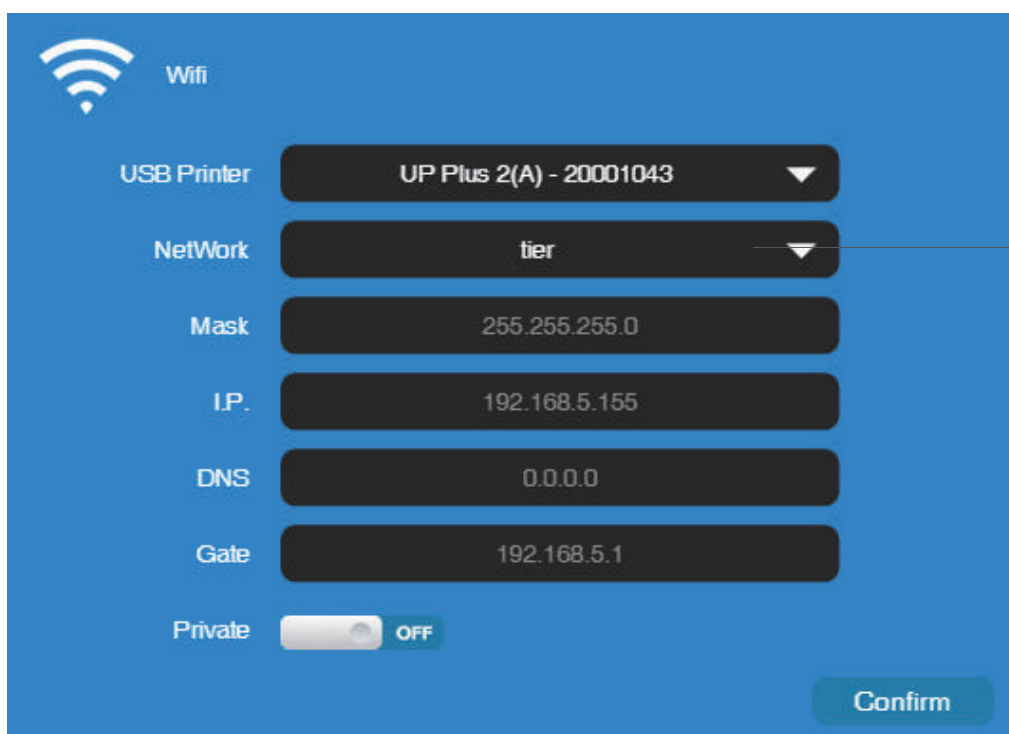 Wifi
USB Printer UP Plus 2(A) - 20001043
NetWork tier
Mask 255.255.255.0
I.P. 192.168.5.155
DNS 0.0.0.0
Gate 192.168.5.1
Private OFF
Confirm